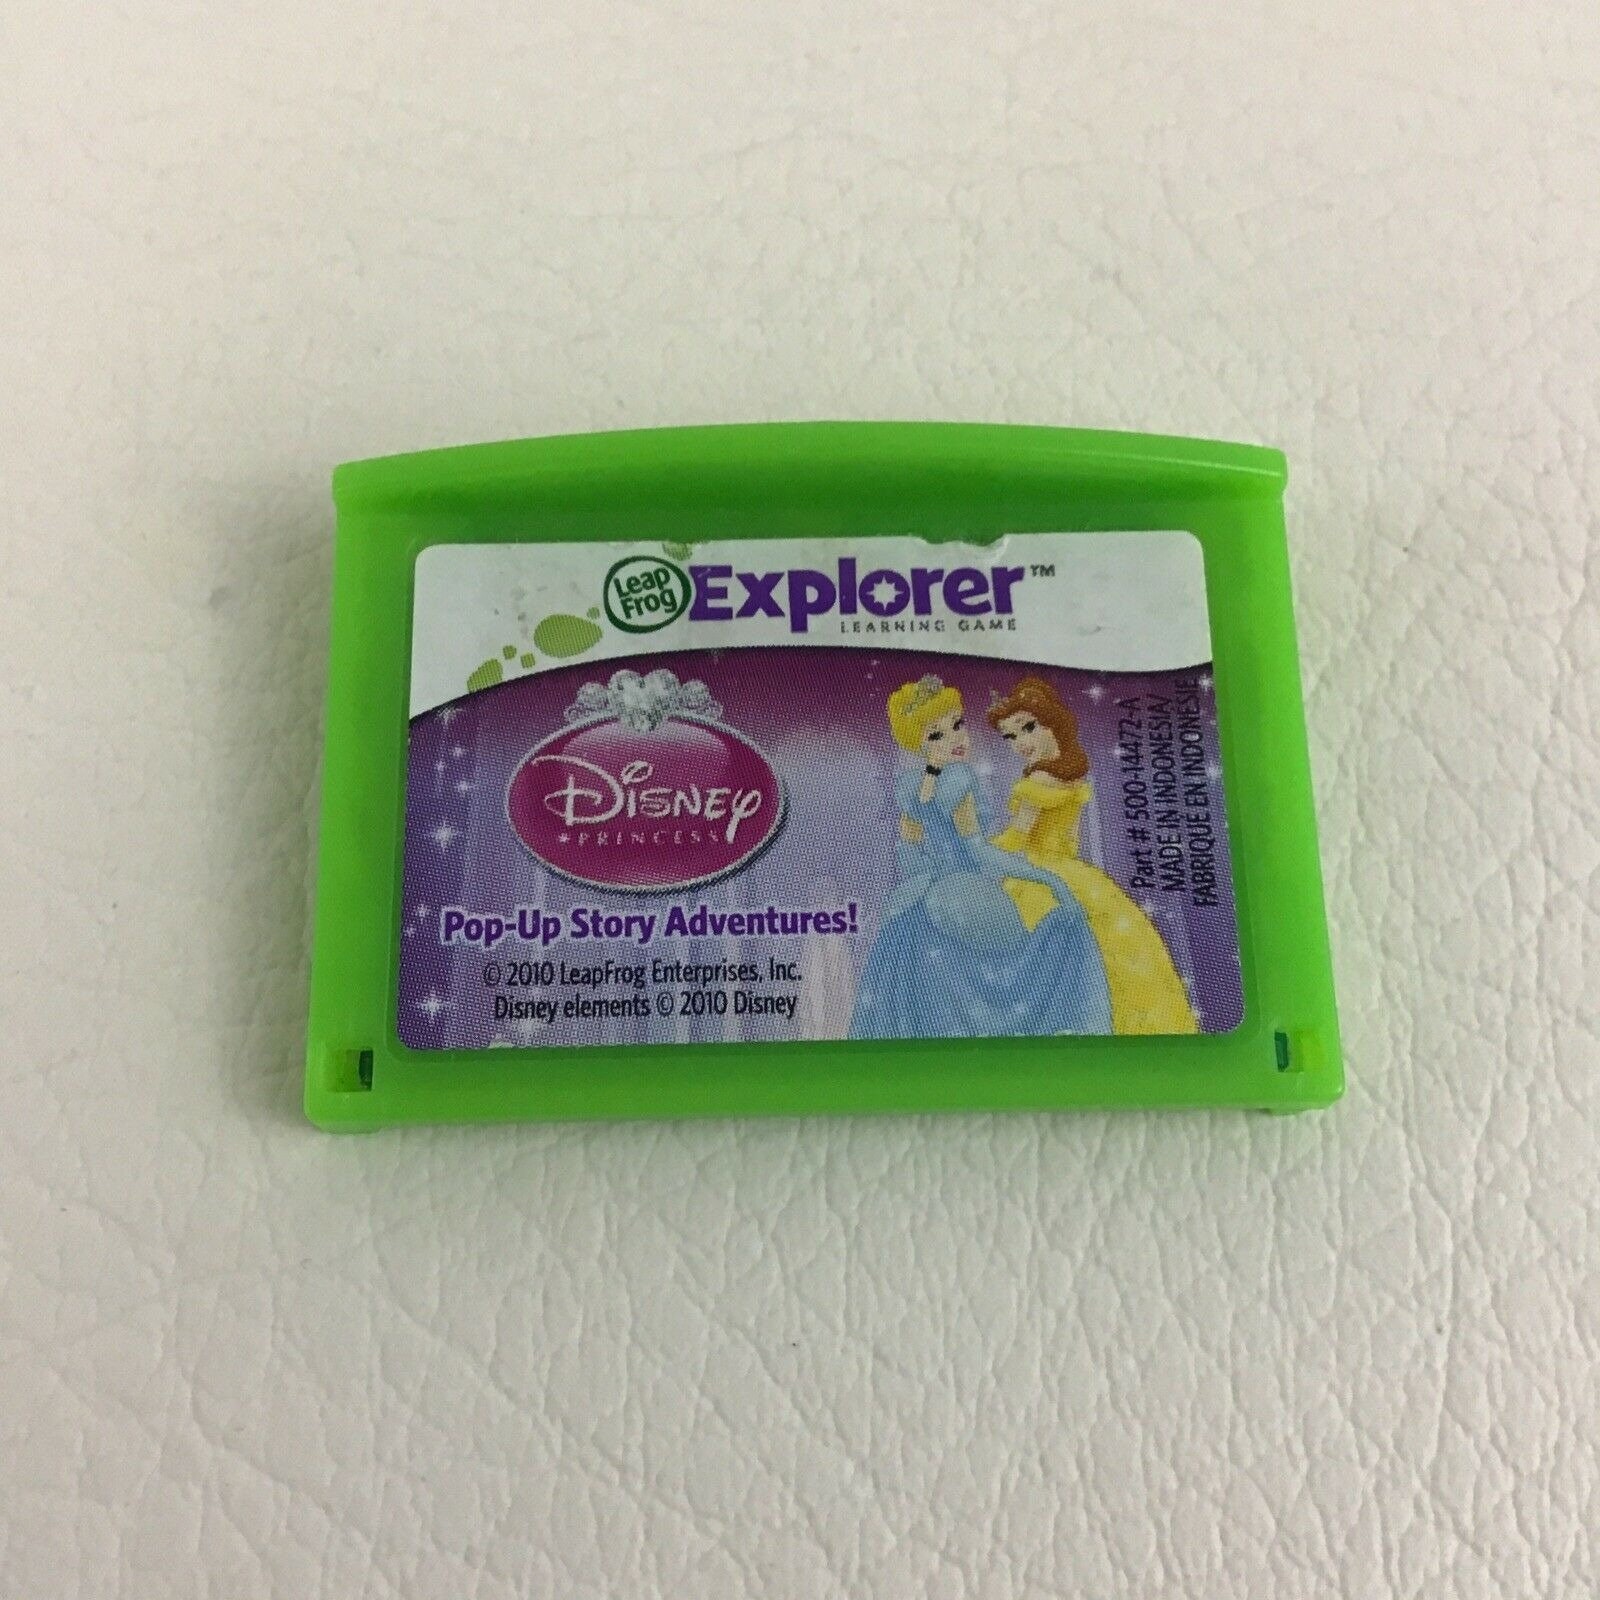 Leap
Frog
Explorer™
LEARNING GAME
Disney
PRINCESS
Pop-Up Story Adventures!
© 2010 LeapFrog Enterprises, Inc.
Disney elements © 2010 Disney
Part # 500-14472-A
MADE IN INDONESIA/
FABRIQUE EN INDONESIE